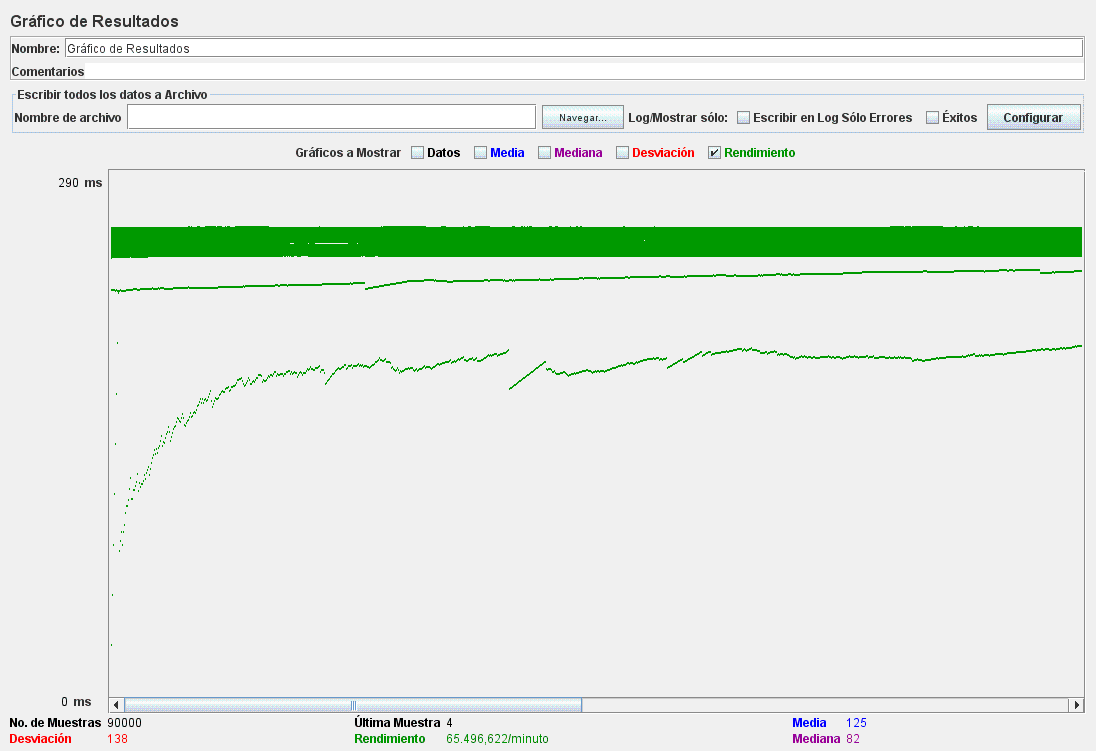 Gráfico de Resultados
Nombre: Gráfico de Resultados
Comentarios
Escribir todos los datos a Archivo
Nombre de archivo Navegar... Log/Mostrar sólo: Escribir en Log Sólo Errores Éxitos Configurar
Gráficos a Mostrar Datos Media Mediana Desviación Rendimiento
290 ms
0 ms
No. de Muestras 90000 Última Muestra 4 Media 125
Desviación 138 Rendimiento 65.496,622/minuto Mediana 82